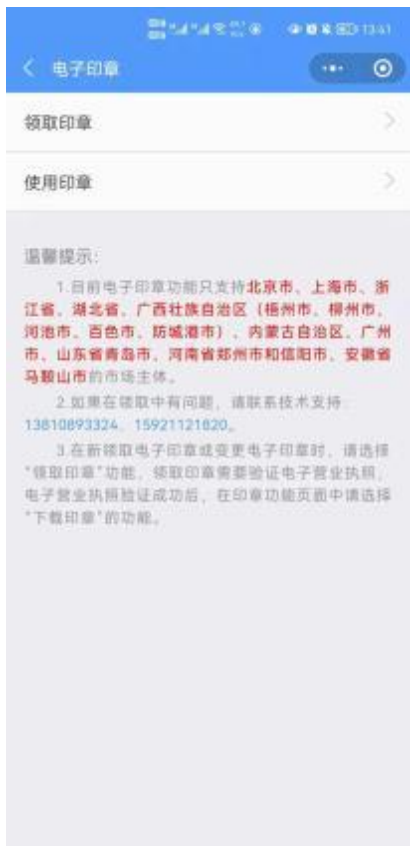 13:41
电子印章
领取印章
使用印章
温馨提示:
1.目前电子印章功能只支持北京市、上海市、浙
江省、湖北省、广西壮族自治区（梧州市、柳州市、
河池市、百色市、防城港市）、内蒙古自治区、广州
市、山东省青岛市、河南省郑州市和信阳市、安徽省
马鞍山市的市场主体。
2.如果在领取中有问题，请联系技术支持:
13810893324、15921121820。
3.在新领取电子印章或变更电子印章时，请选择
"领取印章"功能，领取印章需要验证电子营业执照，
电子营业执照验证成功后，在印章功能页面中请选择
"下载印章"的功能。